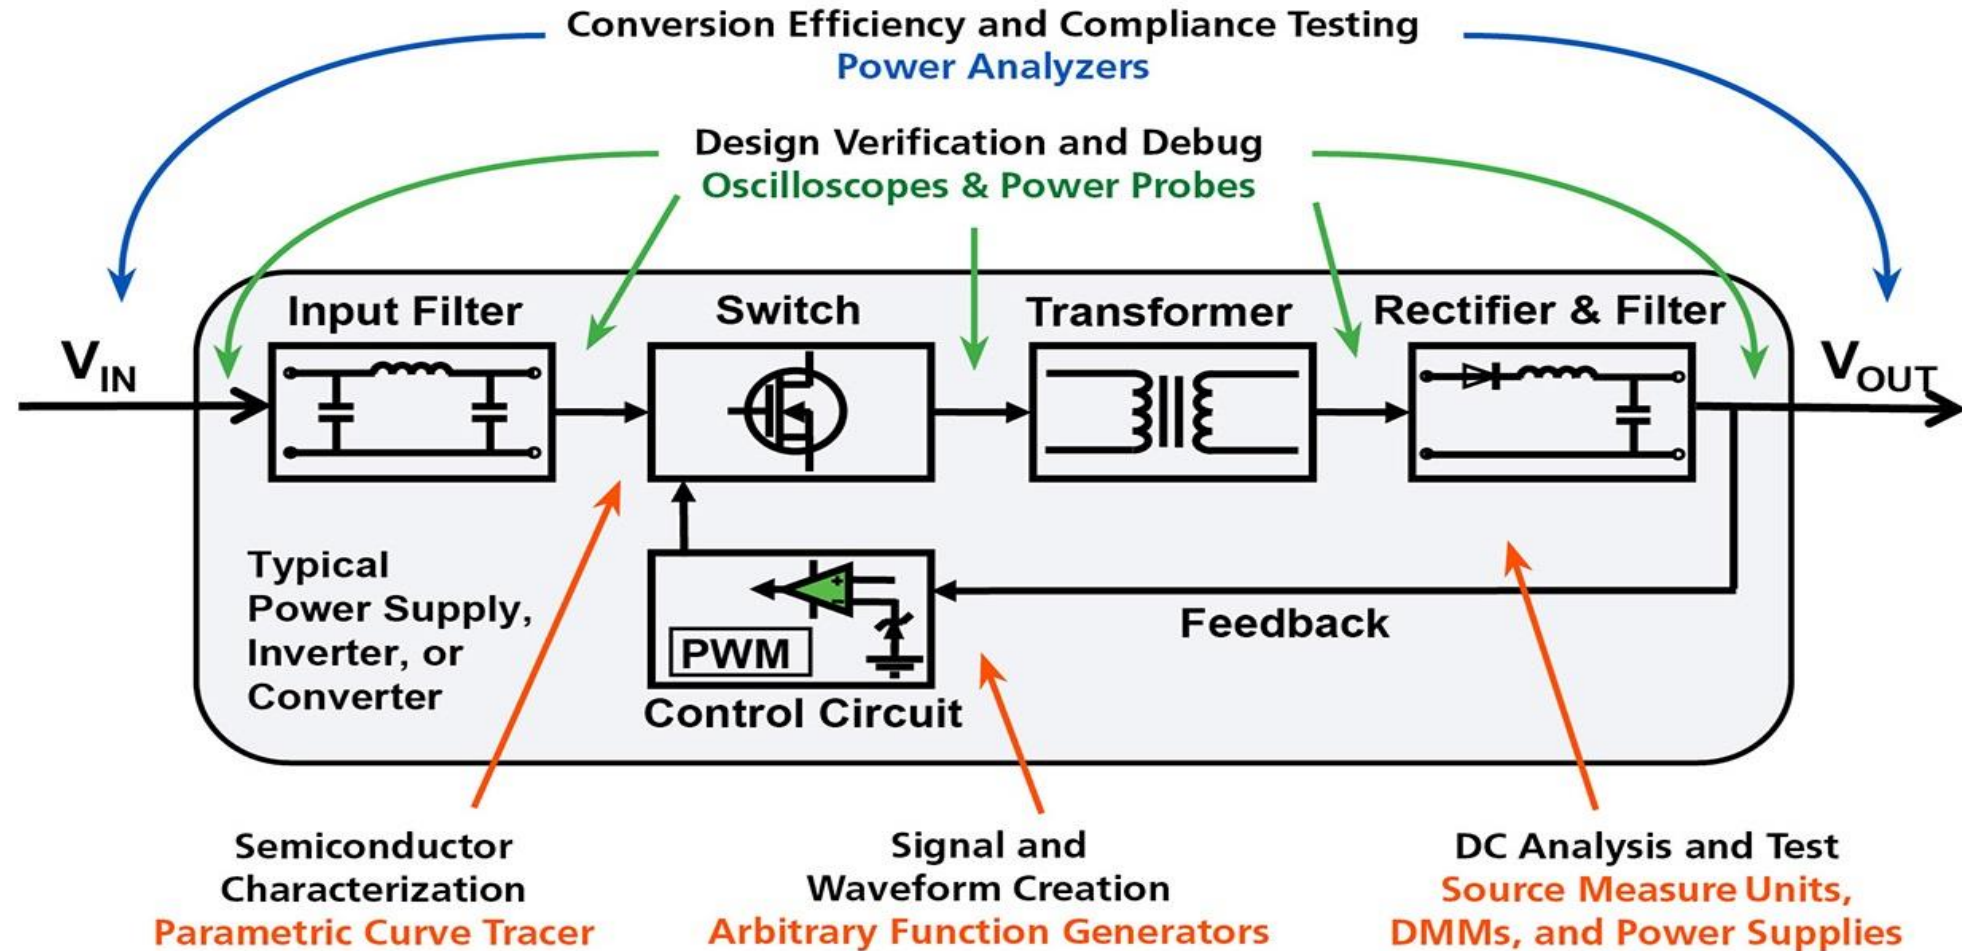 Conversion Efficiency and Compliance Testing
Power Analyzers
Design Verification and Debug
Oscilloscopes & Power Probes
Input Filter
Switch
Transformer
Rectifier & Filter
VIN
VOUT
Typical
Power Supply,
Inverter, or
Converter
+
-
PWM
Control Circuit
Feedback
Semiconductor
Characterization
Parametric Curve Tracer
Signal and
Waveform Creation
Arbitrary Function Generators
DC Analysis and Test
Source Measure Units,
DMMs, and Power Supplies